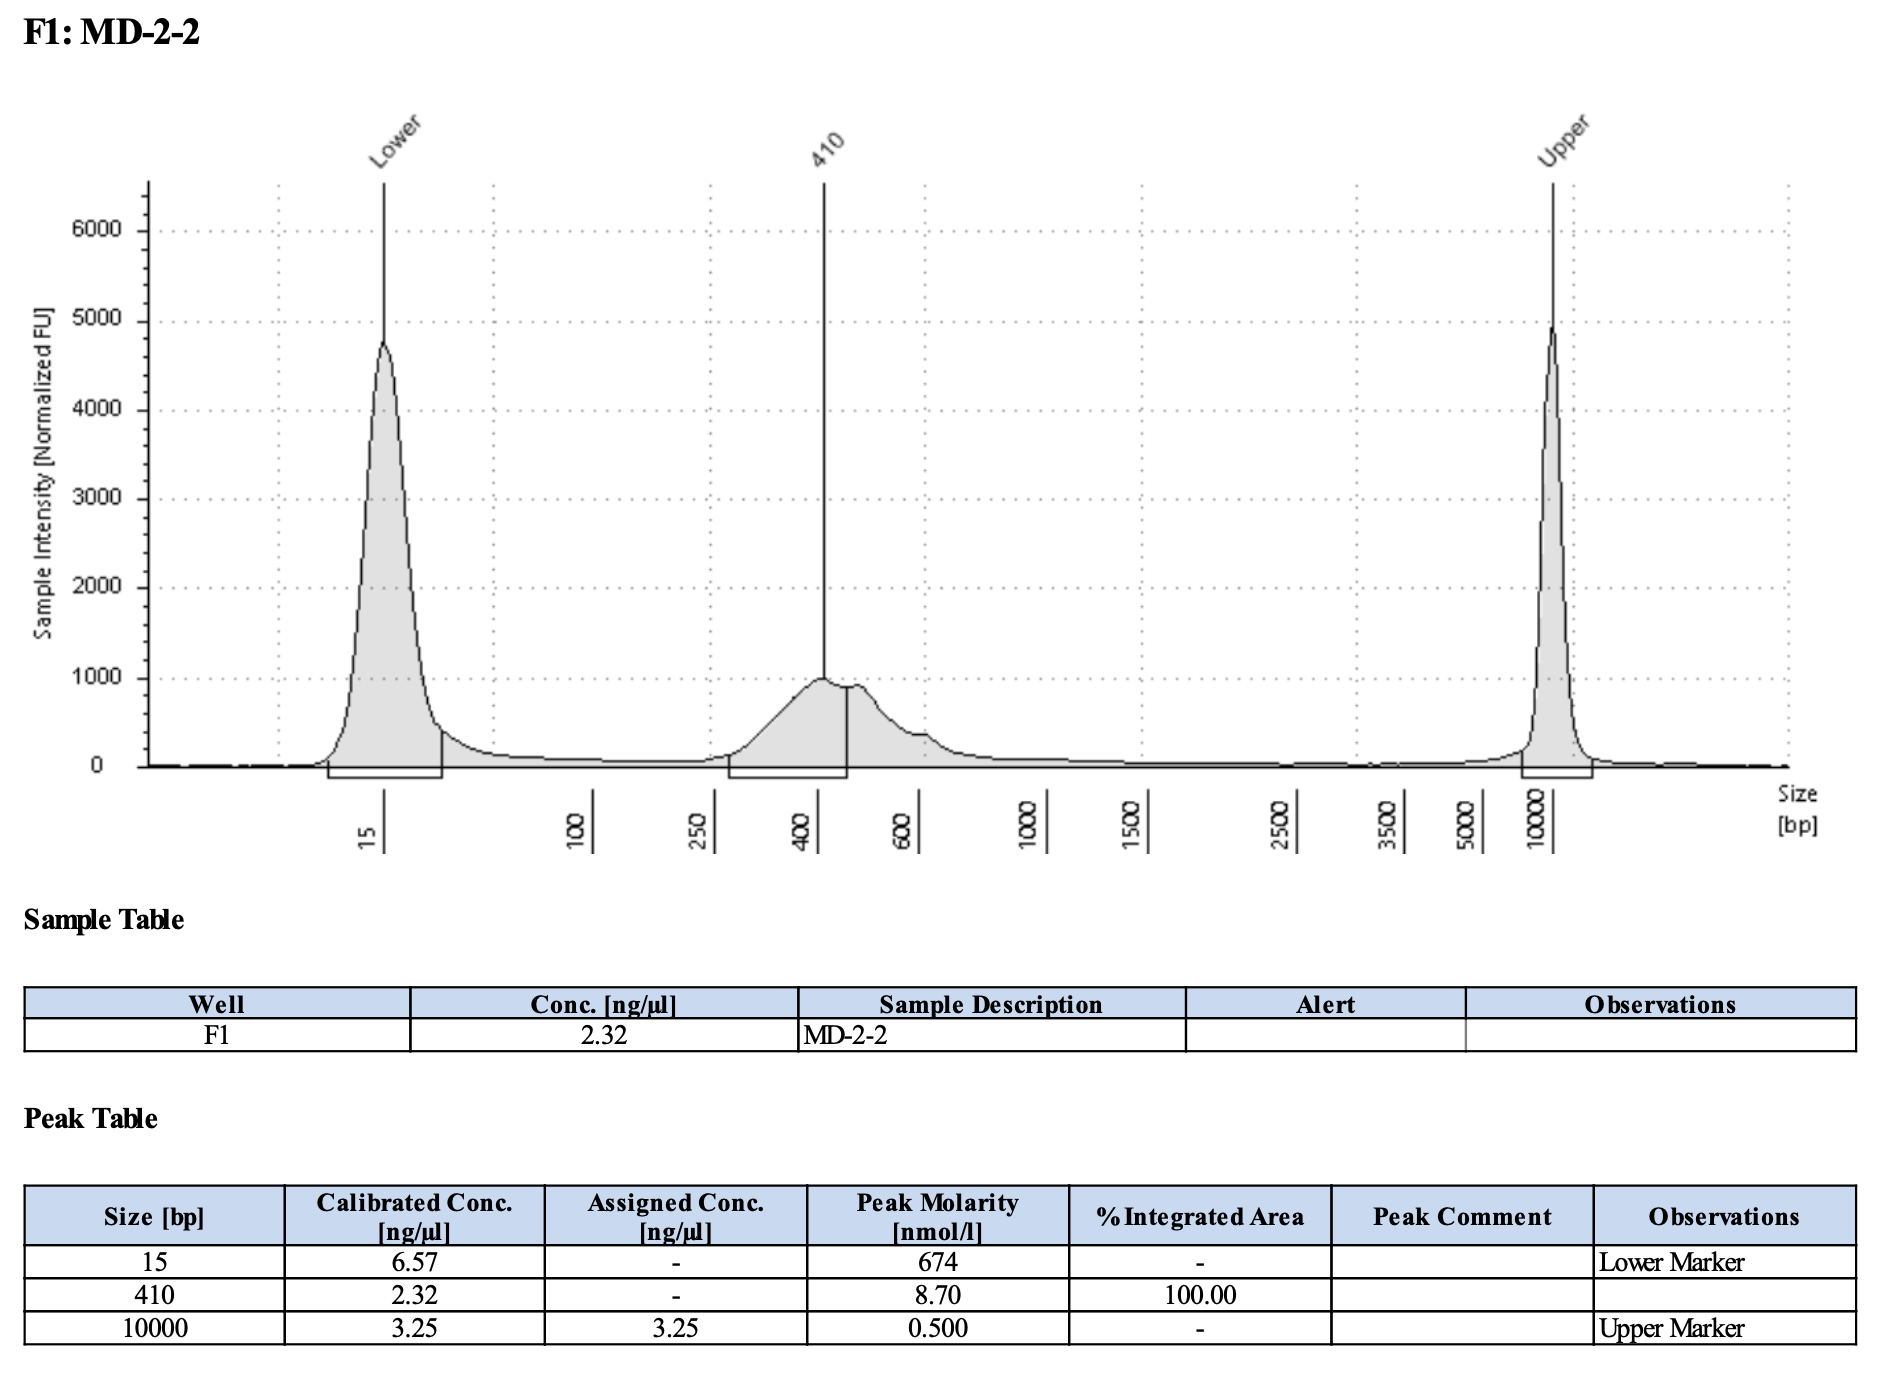 F1: MD-2-2
Lower
410
Upper
Sample Intensity [Normalized FU]
6000
5000
4000
3000
2000
1000
0
15
100
250
400
600
1000
1500
2500
3500
5000
10000
Size
[bp]
Sample Table
Well Conc. [ng/µl] Sample Description Alert Observations
F1 2.32 MD-2-2
Peak Table
Size [bp] Calibrated Conc. [ng/µl] Assigned Conc. [ng/µl] Peak Molarity [nmol/l] % Integrated Area Peak Comment Observations
15 6.57 - 674 - Lower Marker
410 2.32 - 8.70 100.00
10000 3.25 3.25 0.500 - Upper Marker